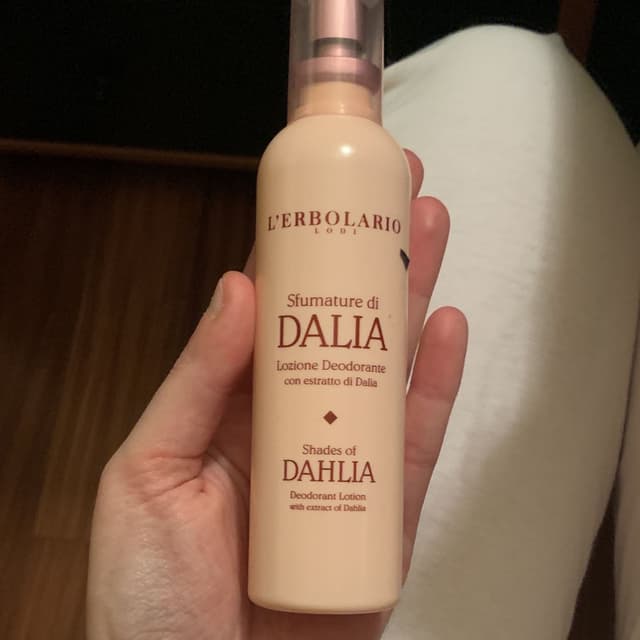 L'ERBOLARIO
LODI
Sfumature di
DALIA
Lozione Deodorante
con estratto di Dalia
Shades of
DAHLIA
Deodorant Lotion
with extract of Dahlia